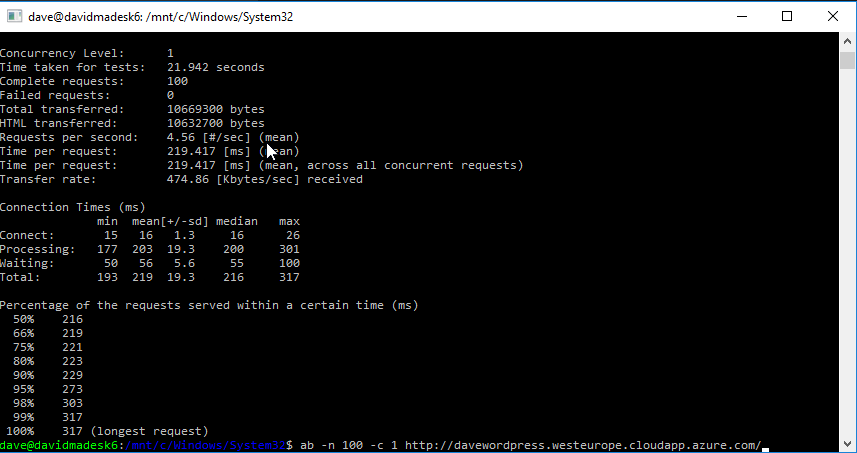 dave@davidmadesk6: /mnt/c/Windows/System32
Concurrency Level:      1
Time taken for tests:   21.942 seconds
Complete requests:      100
Failed requests:        0
Total transferred:      10669300 bytes
HTML transferred:       10632700 bytes
Requests per second:    4.56 [#/sec] (mean)
Time per request:       219.417 [ms] (mean)
Time per request:       219.417 [ms] (mean, across all concurrent requests)
Transfer rate:          474.86 [Kbytes/sec] received
Connection Times (ms)
              min  mean[+/-sd] median   max
Connect:       15   16   1.3     16      26
Processing:   177  203  19.3    200     301
Waiting:       50   56   5.6     55     100
Total:        193  219  19.3    216     317
Percentage of the requests served within a certain time (ms)
  50%    216
  66%    219
  75%    221
  80%    223
  90%    229
  95%    273
  98%    303
  99%    317
 100%    317 (longest request)
dave@davidmadesk6:/mnt/c/Windows/System32$ ab -n 100 -c 1 http://davewordpress.westeurope.cloudapp.azure.com/